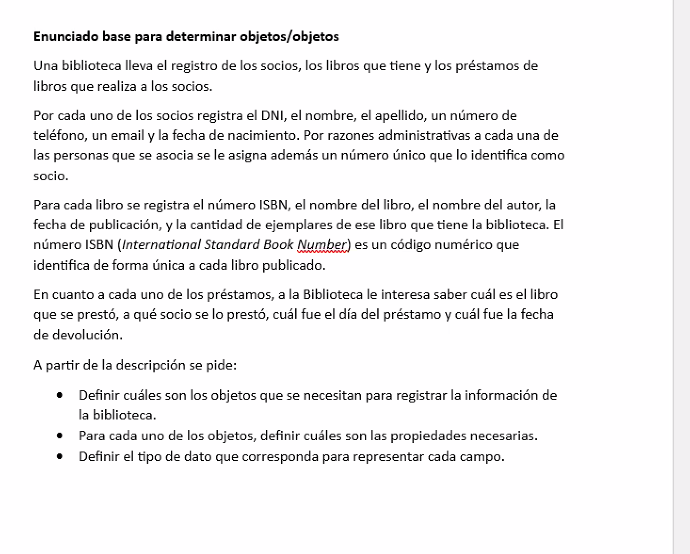 Enunciado base para determinar objetos/objetos
Una biblioteca lleva el registro de los socios, los libros que tiene y los préstamos de
libros que realiza a los socios.
Por cada uno de los socios registra el DNI, el nombre, el apellido, un número de
teléfono, un email y la fecha de nacimiento. Por razones administrativas a cada una de
las personas que se asocia se le asigna además un número único que lo identifica como
socio.
Para cada libro se registra el número ISBN, el nombre del libro, el nombre del autor, la
fecha de publicación, y la cantidad de ejemplares de ese libro que tiene la biblioteca. El
número ISBN (International Standard Book Number) es un código numérico que
identifica de forma única a cada libro publicado.
En cuanto a cada uno de los préstamos, a la Biblioteca le interesa saber cuál es el libro
que se prestó, a qué socio se lo prestó, cuál fue el día del préstamo y cuál fue la fecha
de devolución.
A partir de la descripción se pide:
• Definir cuáles son los objetos que se necesitan para registrar la información de
la biblioteca.
• Para cada uno de los objetos, definir cuáles son las propiedades necesarias.
• Definir el tipo de dato que corresponda para representar cada campo.